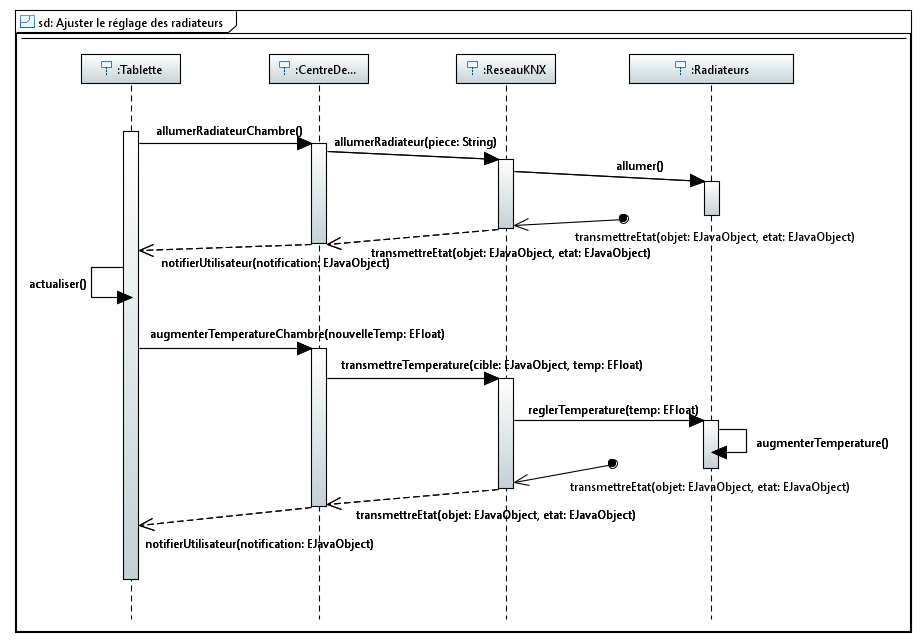 sd: Ajuster le réglage des radiateurs
:Tablette
:CentreDe...
:ReseauKNX
:Radiateurs
allumerRadiateurChambre()
allumerRadiateur(piece: String)
allumer()
transmettreEtat(objet: EJavaObject, etat: EJavaObject)
transmettreEtat(objet: EJavaObject, etat: EJavaObject)
notifierUtilisateur(notification: EJavaObject)
actualiser()
augmenterTemperatureChambre(nouvelleTemp: EFloat)
transmettreTemperature(cible: EJavaObject, temp: EFloat)
reglerTemperature(temp: EFloat)
augmenterTemperature()
transmettreEtat(objet: EJavaObject, etat: EJavaObject)
transmettreEtat(objet: EJavaObject, etat: EJavaObject)
notifierUtilisateur(notification: EJavaObject)